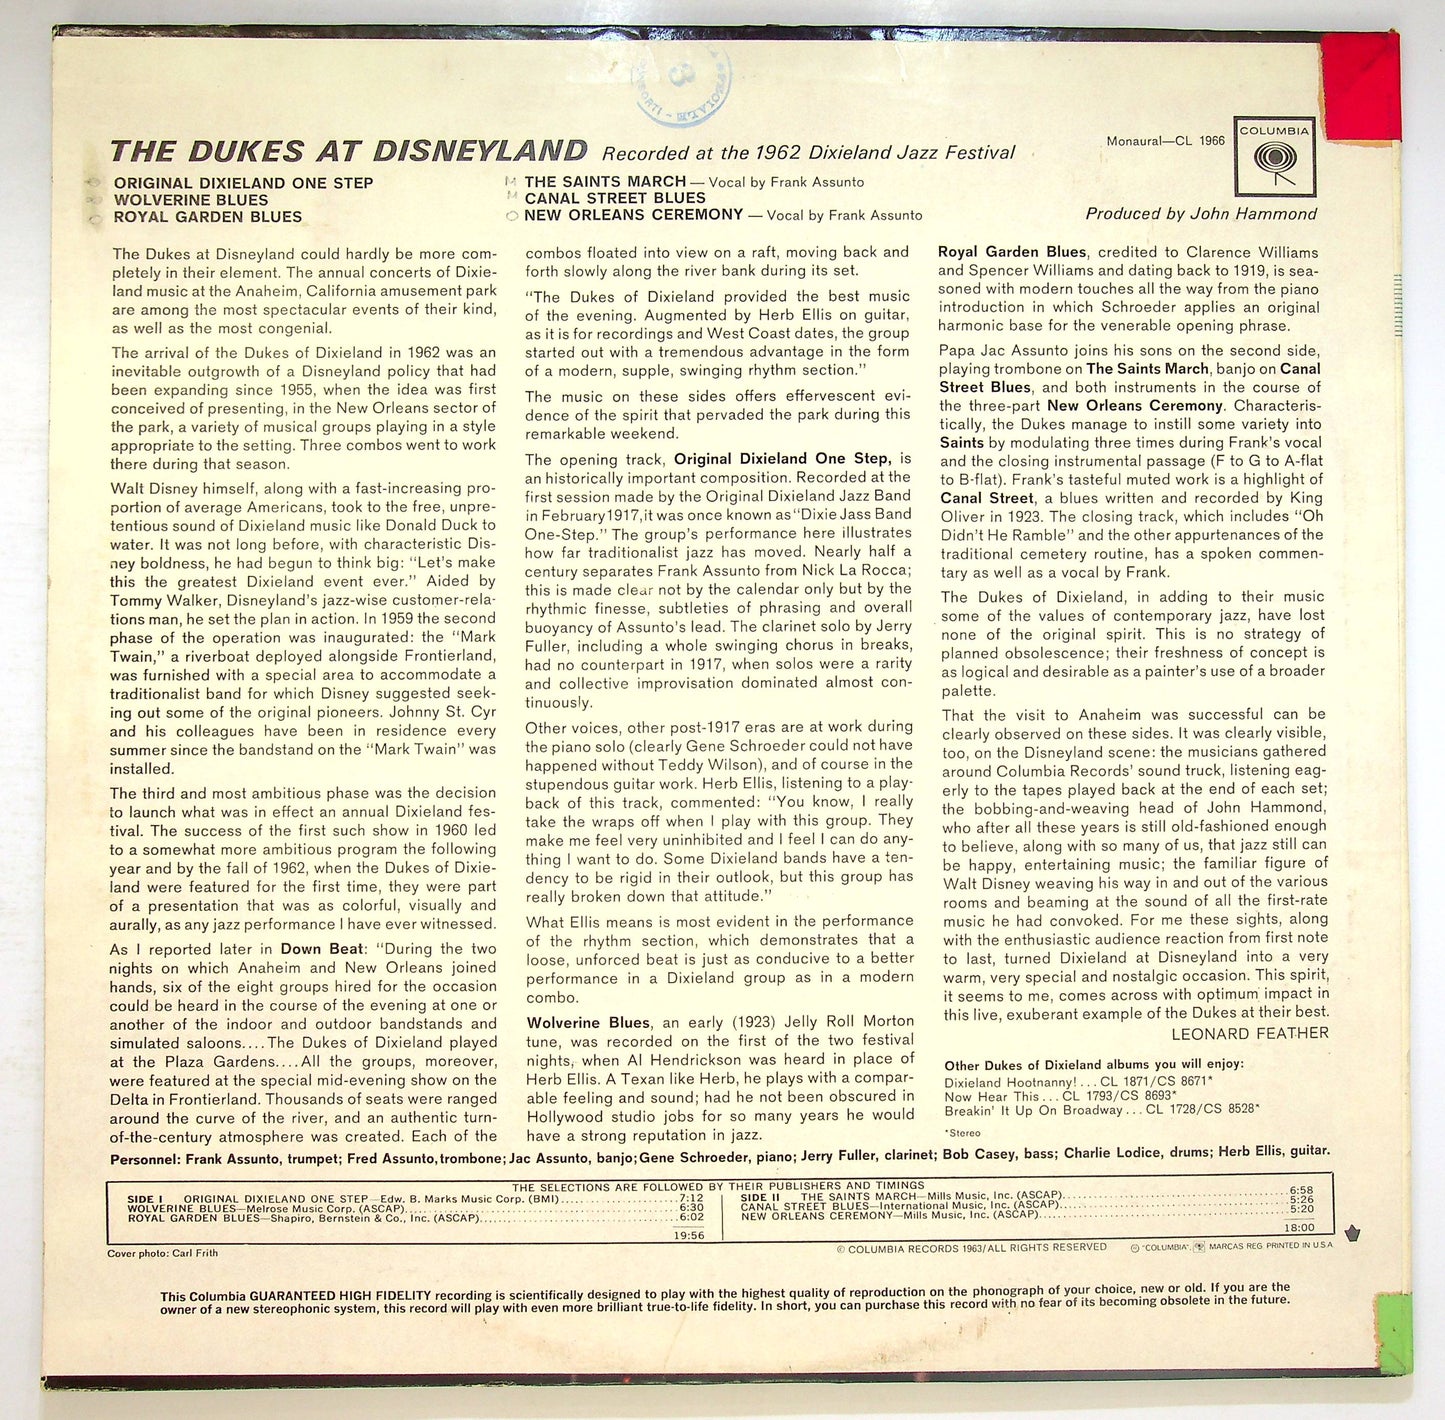 3
THE DUKES AT DISNEYLAND Recorded at the 1962 Dixieland Jazz Festival
Monaural—CL 1966
COLUMBIA
Produced by John Hammond
ORIGINAL DIXIELAND ONE STEP
WOLVERINE BLUES
ROYAL GARDEN BLUES
M THE SAINTS MARCH — Vocal by Frank Assunto
M CANAL STREET BLUES
O NEW ORLEANS CEREMONY — Vocal by Frank Assunto
The Dukes at Disneyland could hardly be more com-
pletely in their element. The annual concerts of Dixie-
land music at the Anaheim, California amusement park
are among the most spectacular events of their kind,
as well as the most congenial.
The arrival of the Dukes of Dixieland in 1962 was an
inevitable outgrowth of a Disneyland policy that had
been expanding since 1955, when the idea was first
conceived of presenting, in the New Orleans sector of
the park, a variety of musical groups playing in a style
appropriate to the setting. Three combos went to work
there during that season.
Walt Disney himself, along with a fast-increasing pro-
portion of average Americans, took to the free, unpre-
tentious sound of Dixieland music like Donald Duck to
water. It was not long before, with characteristic Dis-
ney boldness, he had begun to think big: “Let's make
this the greatest Dixieland event ever.” Aided by
Tommy Walker, Disneyland's jazz-wise customer-rela-
tions man, he set the plan in action. In 1959 the second
phase of the operation was inaugurated: the “Mark
Twain,” a riverboat deployed alongside Frontierland,
was furnished with a special area to accommodate a
traditionalist band for which Disney suggested seek-
ing out some of the original pioneers. Johnny St. Cyr
and his colleagues have been in residence every
summer since the bandstand on the “Mark Twain” was
installed.
The third and most ambitious phase was the decision
to launch what was in effect an annual Dixieland fes-
tival. The success of the first such show in 1960 led
to a somewhat more ambitious program the following
year and by the fall of 1962, when the Dukes of Dixie-
land were featured for the first time, they were part
of a presentation that was as colorful, visually and
aurally, as any jazz performance I have ever witnessed.
As I reported later in Down Beat: “During the two
nights on which Anaheim and New Orleans joined
hands, six of the eight groups hired for the occasion
could be heard in the course of the evening at one or
another of the indoor and outdoor bandstands and
simulated saloons....The Dukes of Dixieland played
at the Plaza Gardens....All the groups, moreover,
were featured at the special mid-evening show on the
Delta in Frontierland. Thousands of seats were ranged
around the curve of the river, and an authentic turn-
of-the-century atmosphere was created. Each of the
combos floated into view on a raft, moving back and
forth slowly along the river bank during its set.
“The Dukes of Dixieland provided the best music
of the evening. Augmented by Herb Ellis on guitar,
as it is for recordings and West Coast dates, the group
started out with a tremendous advantage in the form
of a modern, supple, swinging rhythm section.”
The music on these sides offers effervescent evi-
dence of the spirit that pervaded the park during this
remarkable weekend.
The opening track, Original Dixieland One Step, is
an historically important composition. Recorded at the
first session made by the Original Dixieland Jazz Band
in February 1917, it was once known as “Dixie Jass Band
One-Step.” The group's performance here illustrates
how far traditionalist jazz has moved. Nearly half a
century separates Frank Assunto from Nick La Rocca;
this is made clear not by the calendar only but by the
rhythmic finesse, subtleties of phrasing and overall
buoyancy of Assunto's lead. The clarinet solo by Jerry
Fuller, including a whole swinging chorus in breaks,
had no counterpart in 1917, when solos were a rarity
and collective improvisation dominated almost con-
tinuously.
Other voices, other post-1917 eras are at work during
the piano solo (clearly Gene Schroeder could not have
happened without Teddy Wilson), and of course in the
stupendous guitar work. Herb Ellis, listening to a play-
back of this track, commented: “You know, I really
take the wraps off when I play with this group. They
make me feel very uninhibited and I feel I can do any-
thing I want to do. Some Dixieland bands have a ten-
dency to be rigid in their outlook, but this group has
really broken down that attitude.”
What Ellis means is most evident in the performance
of the rhythm section, which demonstrates that a
loose, unforced beat is just as conducive to a better
performance in a Dixieland group as in a modern
combo.
Wolverine Blues, an early (1923) Jelly Roll Morton
tune, was recorded on the first of the two festival
nights, when Al Hendrickson was heard in place of
Herb Ellis. A Texan like Herb, he plays with a compar-
able feeling and sound; had he not been obscured in
Hollywood studio jobs for so many years he would
have a strong reputation in jazz.
Royal Garden Blues, credited to Clarence Williams
and Spencer Williams and dating back to 1919, is sea-
soned with modern touches all the way from the piano
introduction in which Schroeder applies an original
harmonic base for the venerable opening phrase.
Papa Jac Assunto joins his sons on the second side,
playing trombone on The Saints March, banjo on Canal
Street Blues, and both instruments in the course of
the three-part New Orleans Ceremony. Characteris-
tically, the Dukes manage to instill some variety into
Saints by modulating three times during Frank's vocal
and the closing instrumental passage (F to G to A-flat
to B-flat). Frank's tasteful muted work is a highlight of
Canal Street, a blues written and recorded by King
Oliver in 1923. The closing track, which includes “Oh
Didn't He Ramble” and the other appurtenances of the
traditional cemetery routine, has a spoken commen-
tary as well as a vocal by Frank.
The Dukes of Dixieland, in adding to their music
some of the values of contemporary jazz, have lost
none of the original spirit. This is no strategy of
planned obsolescence; their freshness of concept is
as logical and desirable as a painter's use of a broader
palette.
That the visit to Anaheim was successful can be
clearly observed on these sides. It was clearly visible,
too, on the Disneyland scene: the musicians gathered
around Columbia Records' sound truck, listening eag-
erly to the tapes played back at the end of each set;
the bobbing-and-weaving head of John Hammond,
who after all these years is still old-fashioned enough
to believe, along with so many of us, that jazz still can
be happy, entertaining music; the familiar figure of
Walt Disney weaving his way in and out of the various
rooms and beaming at the sound of all the first-rate
music he had convoked. For me these sights, along
with the enthusiastic audience reaction from first note
to last, turned Dixieland at Disneyland into a very
warm, very special and nostalgic occasion. This spirit,
it seems to me, comes across with optimum impact in
this live, exuberant example of the Dukes at their best.
LEONARD FEATHER
Other Dukes of Dixieland albums you will enjoy:
Dixieland Hootnanny!...CL 1871/CS 8671*
Now Hear This...CL 1793/CS 8693*
Breakin' It Up On Broadway...CL 1728/CS 8528*
*Stereo
Personnel: Frank Assunto, trumpet; Fred Assunto, trombone; Jac Assunto, banjo; Gene Schroeder, piano; Jerry Fuller, clarinet; Bob Casey, bass; Charlie Lodice, drums; Herb Ellis, guitar.
THE SELECTIONS ARE FOLLOWED BY THEIR PUBLISHERS AND TIMINGS
SIDE I ORIGINAL DIXIELAND ONE STEP—Edw. B. Marks Music Corp. (BMI)....7:12
WOLVERINE BLUES—Melrose Music Corp. (ASCAP)....6:30
ROYAL GARDEN BLUES—Shapiro, Bernstein & Co., Inc. (ASCAP)....6:02
19:56
SIDE II THE SAINTS MARCH—Mills Music, Inc. (ASCAP)....6:58
CANAL STREET BLUES—International Music, Inc. (ASCAP)....5:26
NEW ORLEANS CEREMONY—Mills Music, Inc. (ASCAP)....5:20
18:00
Cover photo: Carl Frith
© COLUMBIA RECORDS 1963/ALL RIGHTS RESERVED
“COLUMBIA”, MARCAS REG. PRINTED IN U.S.A.
This Columbia GUARANTEED HIGH FIDELITY recording is scientifically designed to play with the highest quality of reproduction on the phonograph of your choice, new or old. If you are the
owner of a new stereophonic system, this record will play with even more brilliant true-to-life fidelity. In short, you can purchase this record with no fear of its becoming obsolete in the future.